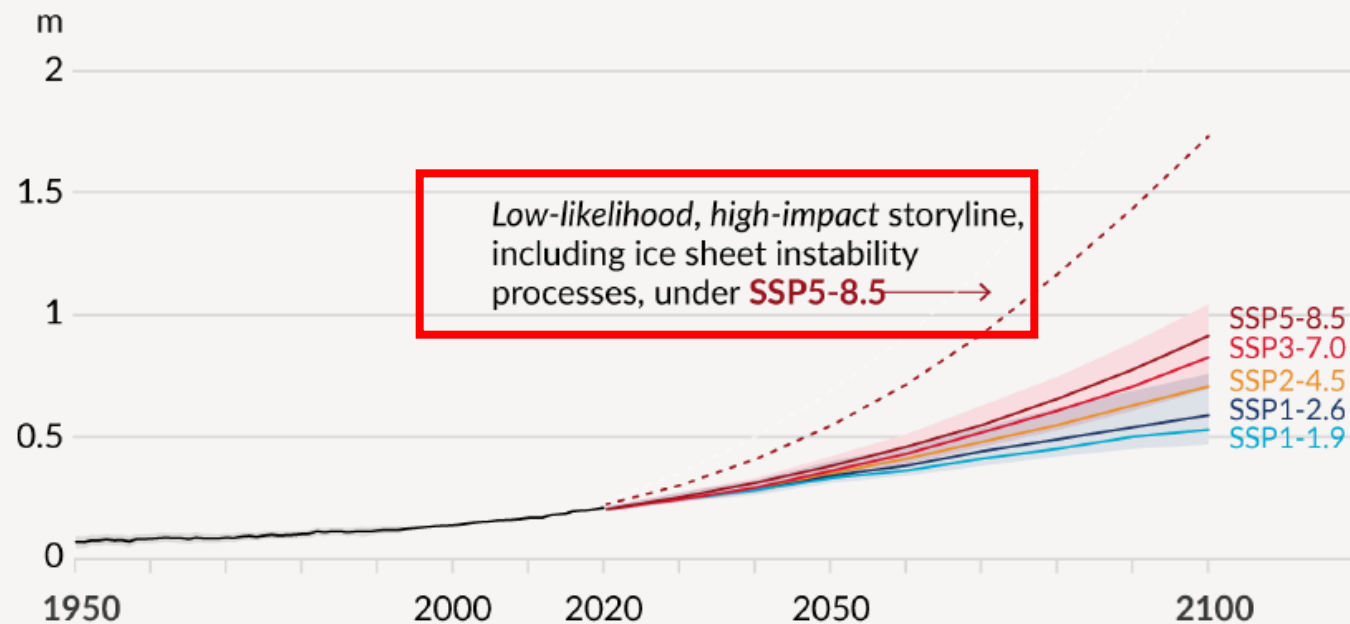 m
2
1.5
1
0.5
0
Low-likelihood, high-impact storyline,
including ice sheet instability
processes, under SSP5-8.5
SSP5-8.5
SSP3-7.0
SSP2-4.5
SSP1-2.6
SSP1-1.9
1950 2000 2020 2050 2100